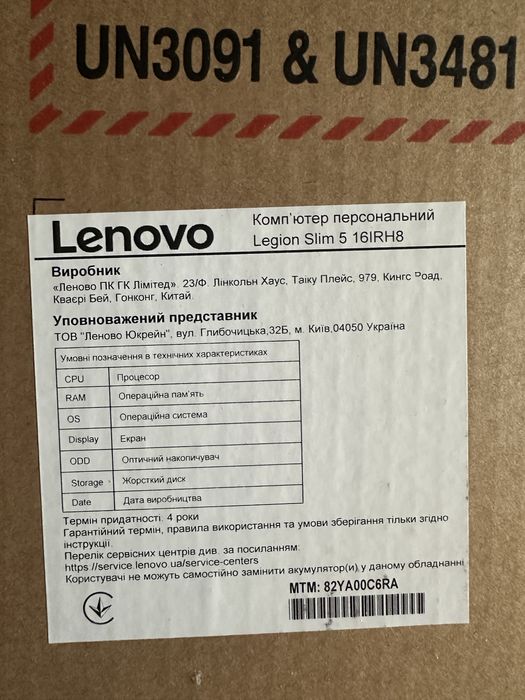 UN3091 & UN3481
Lenovo
Комп'ютер персональний
Legion Slim 5 16IRH8
Виробник
«Леново ПК ГК Лімітед». 23/Ф. Лінкольн Хаус, Таїку Плейс, 979, Кингс Роад,
Кваєрі Бей, Гонконг, Китай.
Уповноважений представник
ТОВ "Леново Юкрейн", вул. Глибочицька,32Б, м. Київ,04050 Україна
Умовні позначення в технічних характеристиках
CPU Процесор
RAM Операційна пам'ять
OS Операційна система
Display Екран
ODD Оптичний накопичувач
Storage Жорсткий диск
Date Дата виробництва
Термін придатності: 4 роки
Гарантійний термін, правила використання та умови зберігання тільки згідно
інструкції.
Перелік сервісних центрів див. за посиланням:
https://service.lenovo.ua/service-centers
Користувачі не можуть самостійно замінити акумулятор(и) у даному обладнанні
MTM: 82YA00C6RA